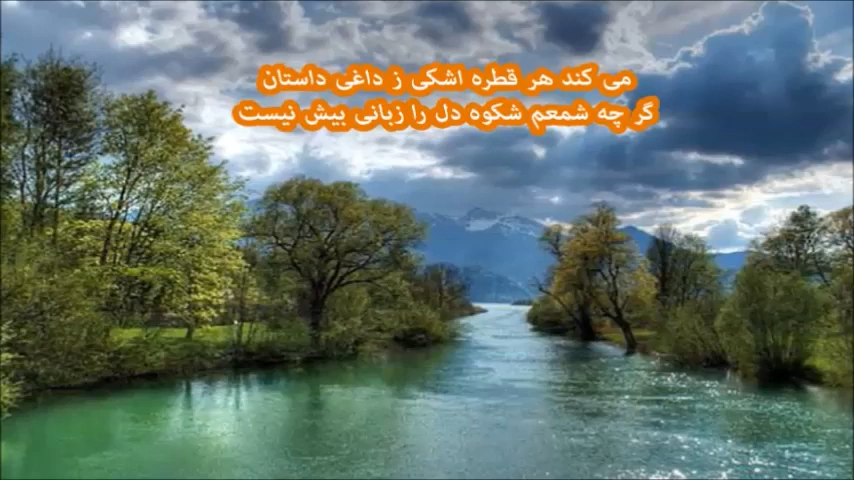 می کند هر قطره اشکی ز داغی داستان
گر چه شمعم شکوه دل را زبانی بیش نیست